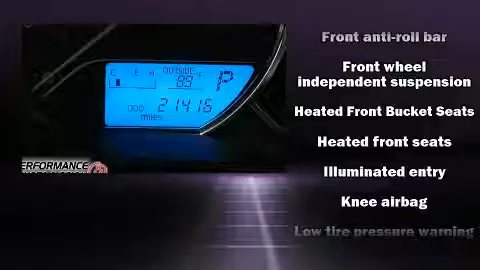 Front anti-roll bar
Front wheel
independent suspension
Heated Front Bucket Seats
Heated front seats
Illuminated entry
Knee airbag
Low tire pressure warning
OUTSIDE
89 °F
P
ODO 21416
miles
ERFORMANCE